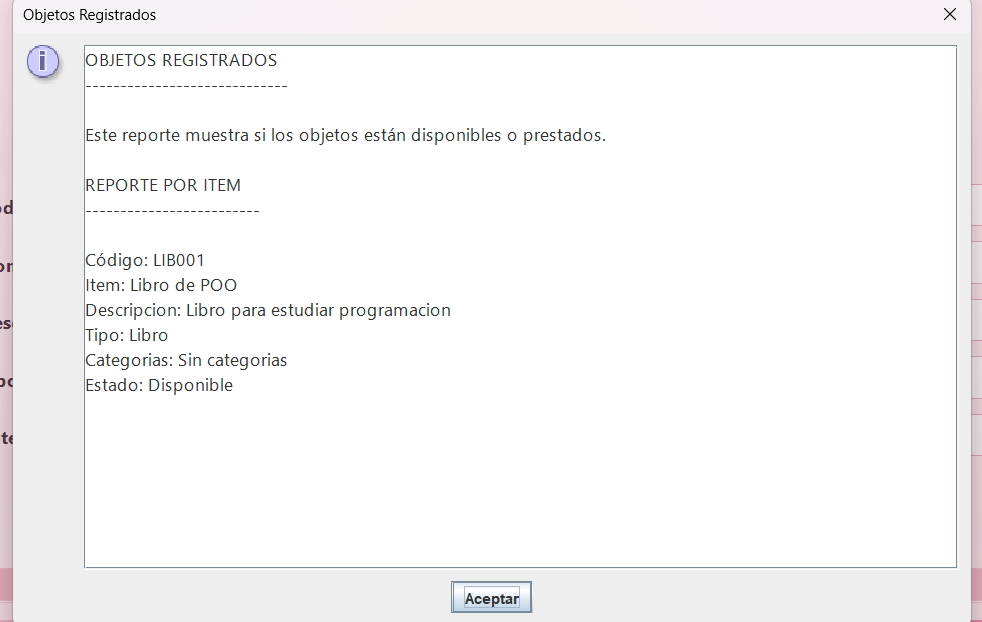 Objetos Registrados
OBJETOS REGISTRADOS
-----------------------------
Este reporte muestra si los objetos están disponibles o prestados.
REPORTE POR ITEM
-------------------------
Código: LIB001
Item: Libro de POO
Descripcion: Libro para estudiar programacion
Tipo: Libro
Categorias: Sin categorias
Estado: Disponible
Aceptar